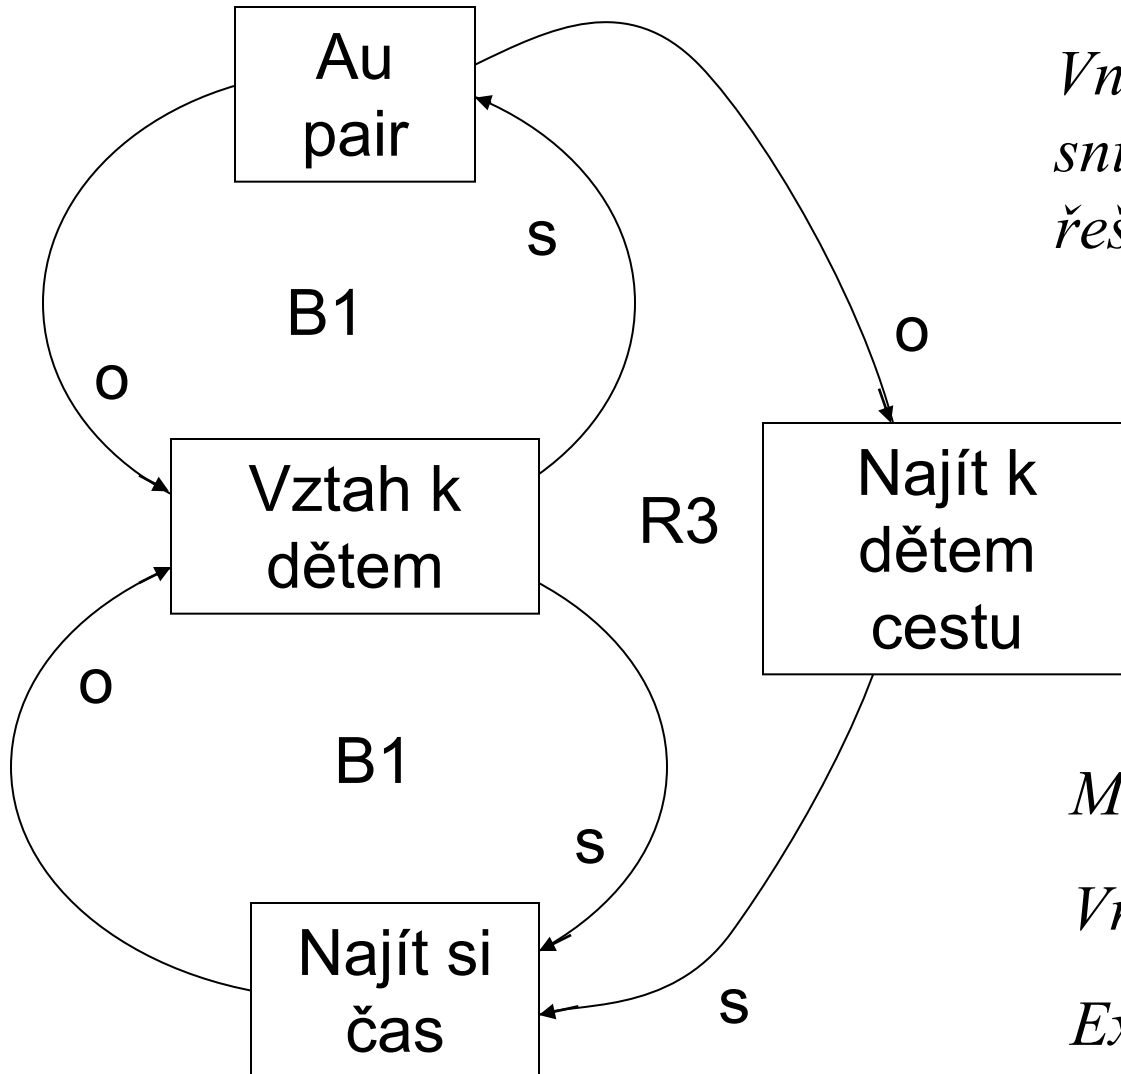 Au
pair
s
B1
o
o
Vztah k
dětem
R3
Najít k
dětem
cestu
o
B1
s
Najít si
čas
s